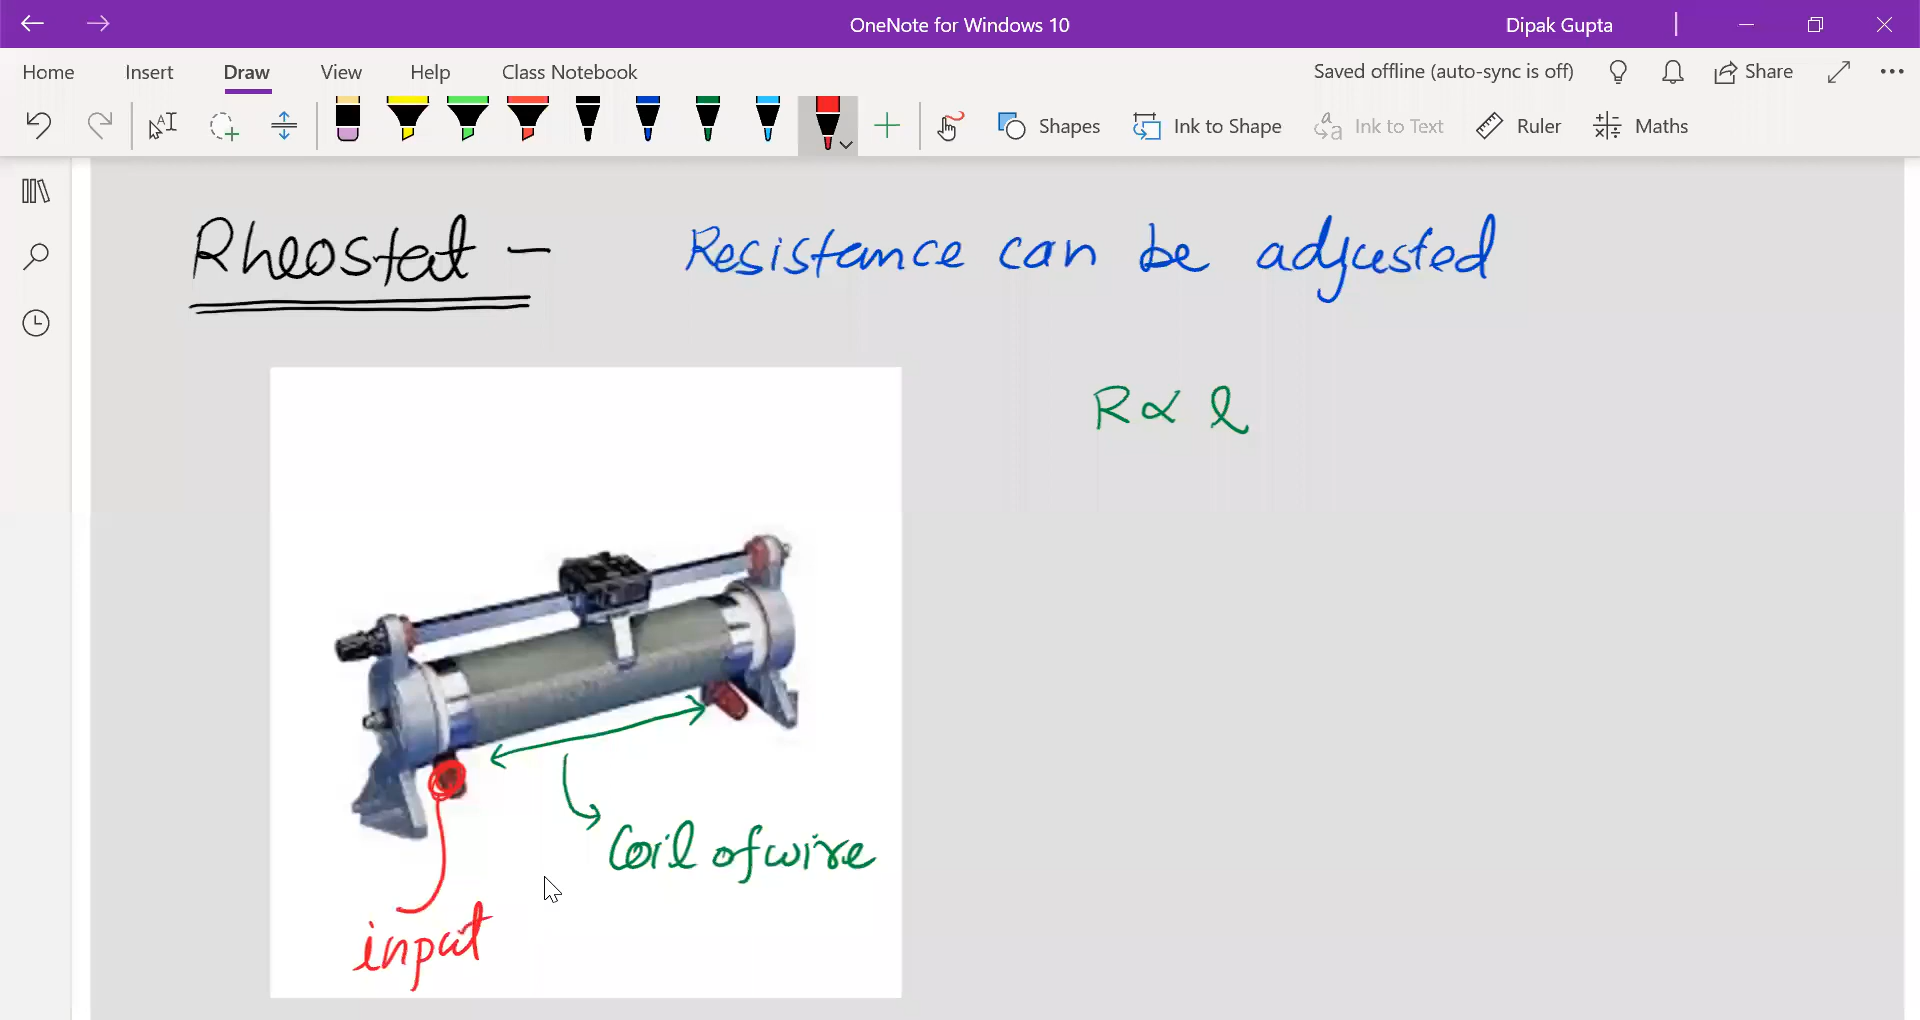 OneNote for Windows 10
Dipak Gupta
Home Insert Draw View Help Class Notebook
Saved offline (auto-sync is off) Share
Shapes Ink to Shape Ink to Text Ruler Maths
Rheostat – Resistance can be adjusted
R ∝ l
Coil of wire
input